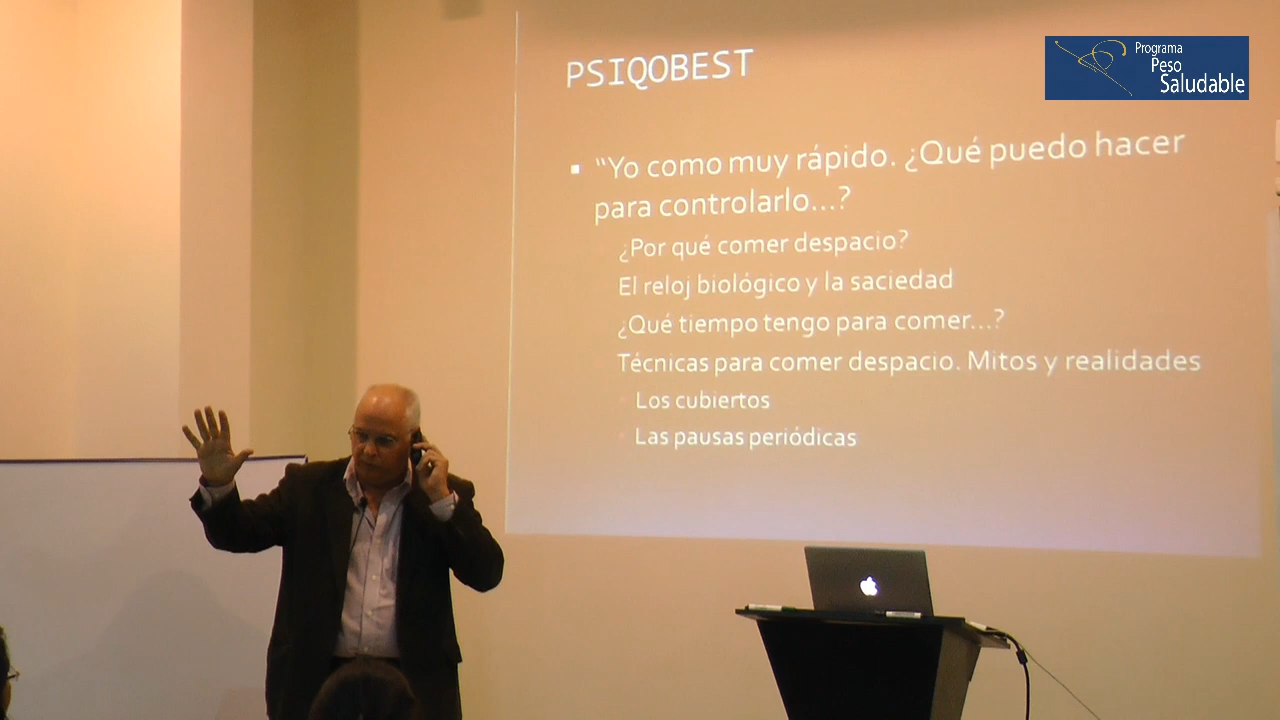 PSIQOBEST
Programa
Peso
Saludable
▪ “Yo como muy rápido. ¿Qué puedo hacer
para controlarlo...?
¿Por qué comer despacio?
El reloj biológico y la saciedad
¿Qué tiempo tengo para comer...?
Técnicas para comer despacio. Mitos y realidades
Los cubiertos
Las pausas periódicas